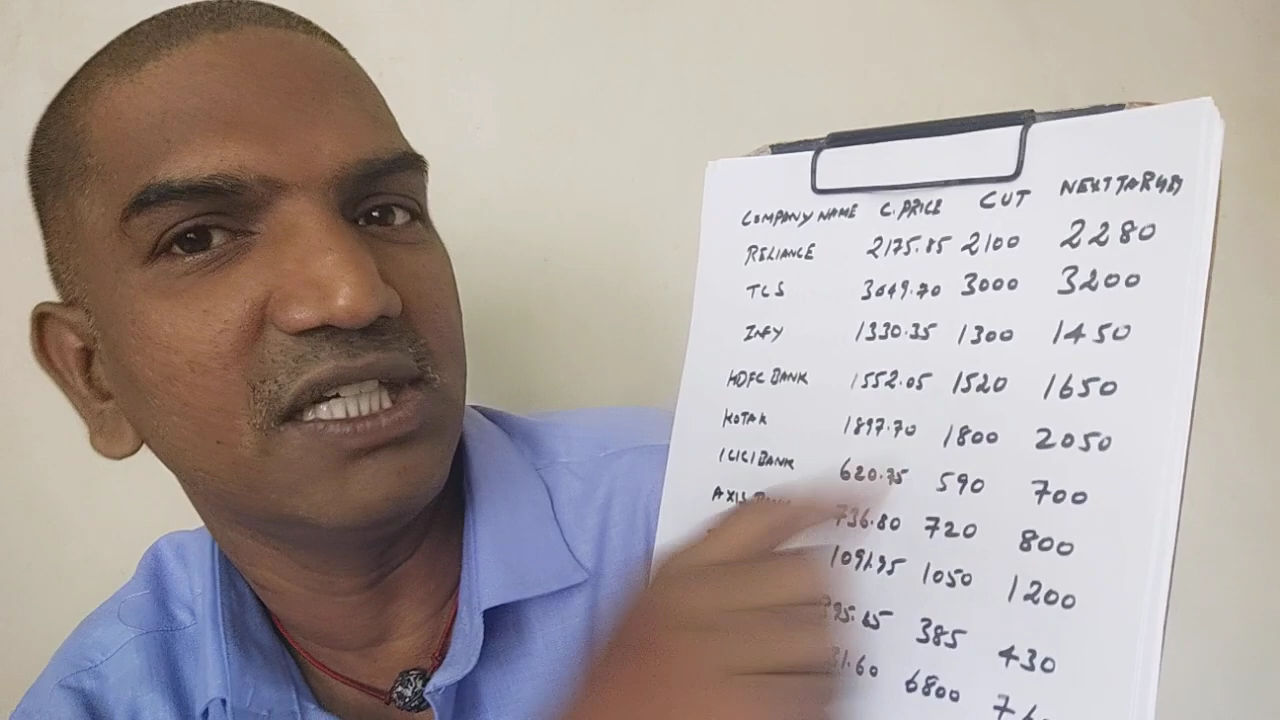 COMPANY NAME C. PRICE CUT NEXT TARGET
RELIANCE 2175.85 2100 2280
TCS 3049.70 3000 3200
INFY 1330.35 1300 1450
HDFC BANK 1552.05 1520 1650
KOTAK 1897.70 1800 2050
ICICI BANK 620.75 590 700
AXIS 736.80 720 800
1091.95 1050 1200
385 430
6800